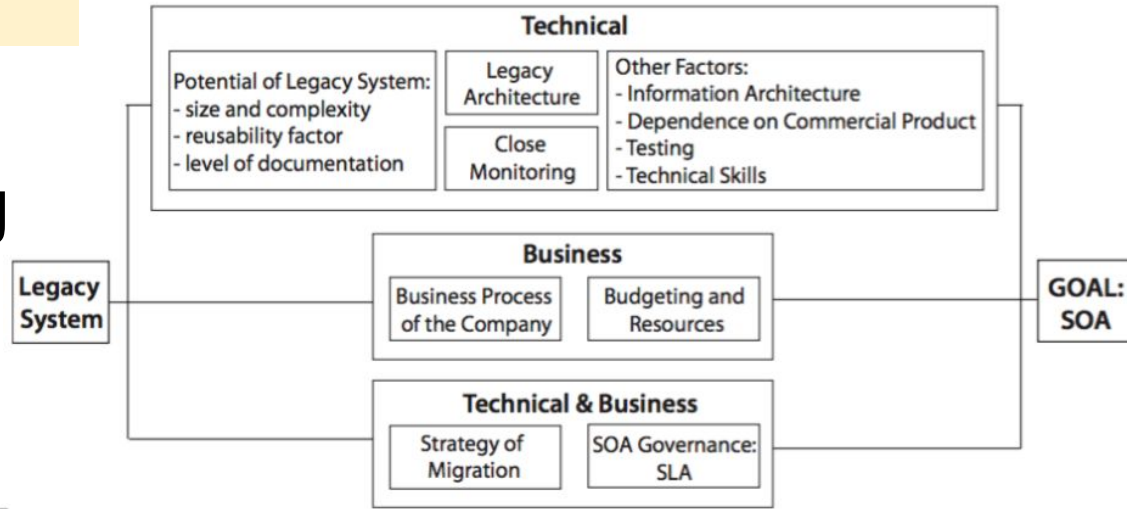 Technical
Potential of Legacy System:
- size and complexity
- reusability factor
- level of documentation
Legacy
Architecture
Close
Monitoring
Other Factors:
- Information Architecture
- Dependence on Commercial Product
- Testing
- Technical Skills
Legacy
System
Business
Business Process
of the Company
Budgeting and
Resources
GOAL:
SOA
Technical & Business
Strategy of
Migration
SOA Governance:
SLA